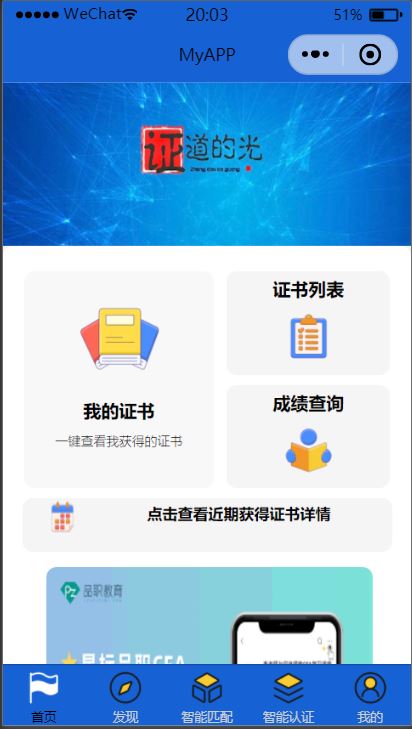 WeChat
20:03
51%
MyAPP
证道的光
Zheng dao de guang
我的证书
一键查看我获得的证书
证书列表
成绩查询
点击查看近期获得证书详情
品职教育
首页
发现
智能匹配
智能认证
我的